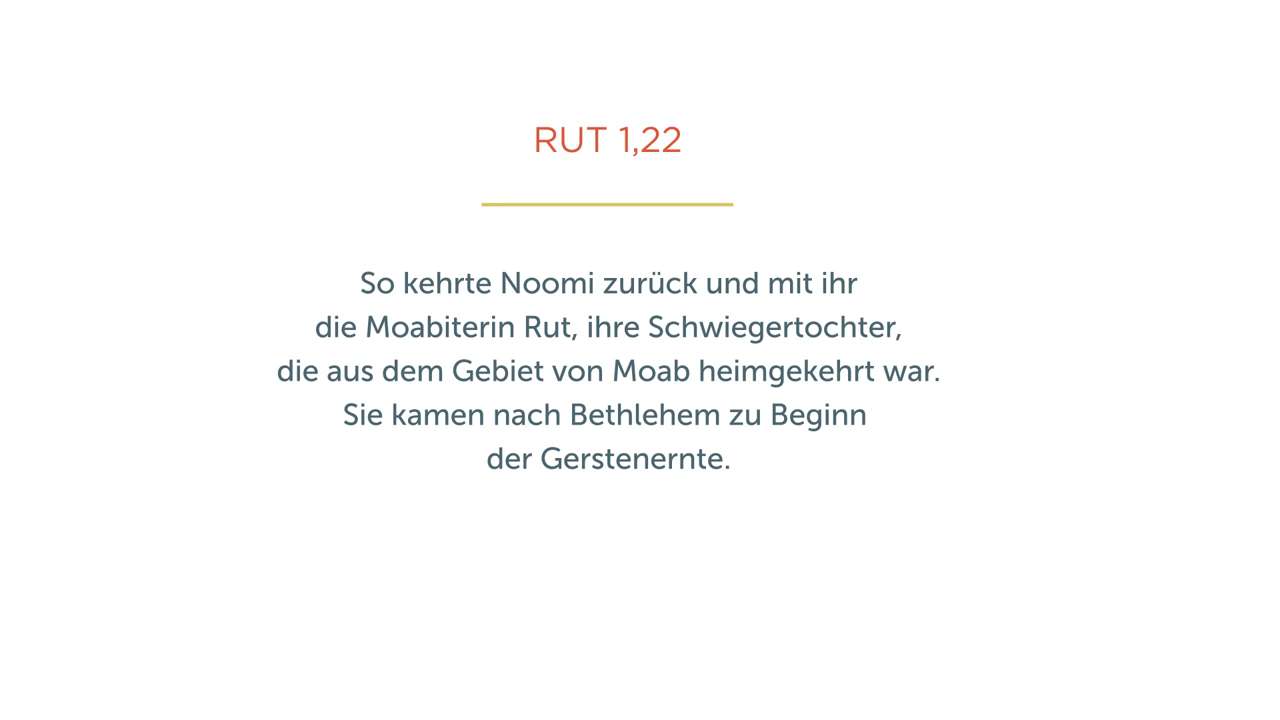 RUT 1,22
So kehrte Noomi zurück und mit ihr
die Moabiterin Rut, ihre Schwiegertochter,
die aus dem Gebiet von Moab heimgekehrt war.
Sie kamen nach Bethlehem zu Beginn
der Gerstenernte.